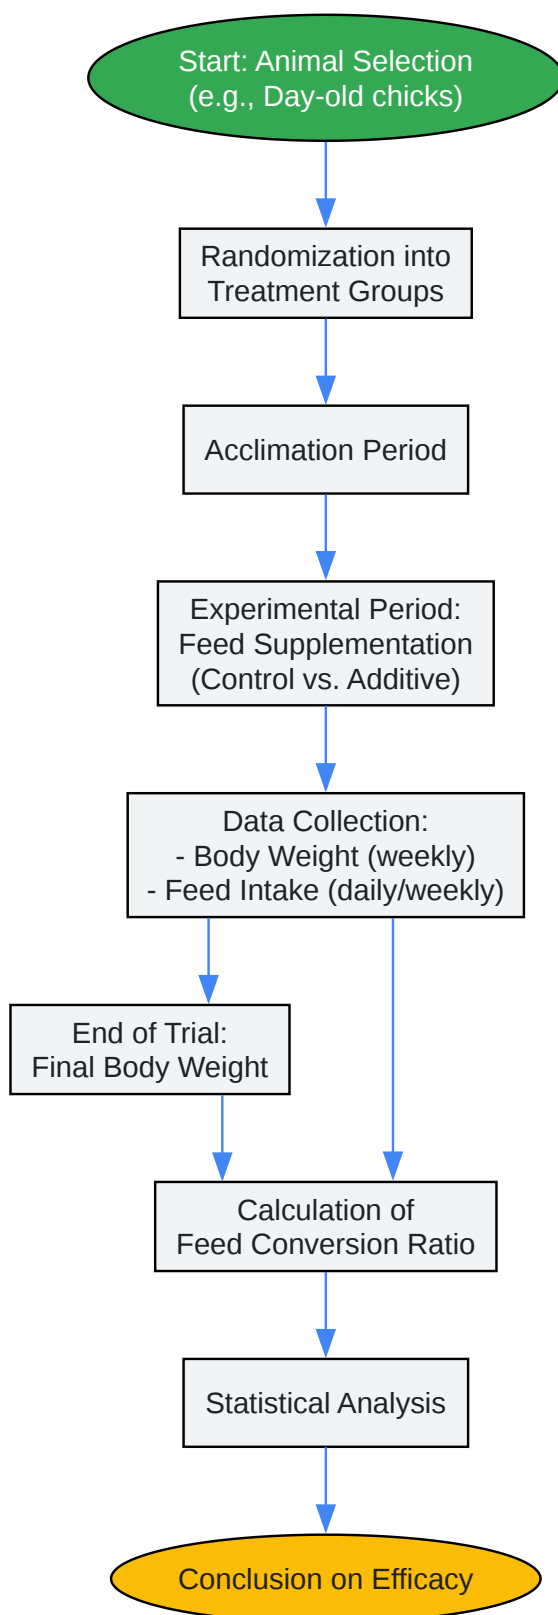 Start: Animal Selection
(e.g., Day-old chicks)
Randomization into
Treatment Groups
Acclimation Period
Experimental Period:
Feed Supplementation
(Control vs. Additive)
Data Collection:
- Body Weight (weekly)
- Feed Intake (daily/weekly)
End of Trial:
Final Body Weight
Calculation of
Feed Conversion Ratio
Statistical Analysis
Conclusion on Efficacy